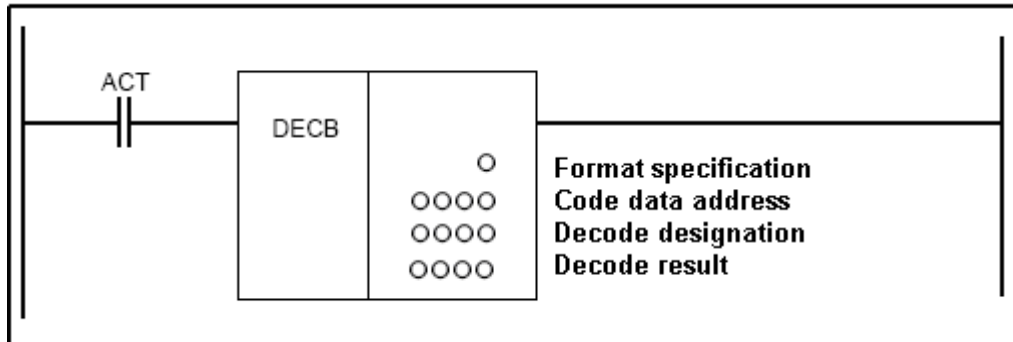 ACT
DECB
Format specification
Code data address
Decode designation
Decode result